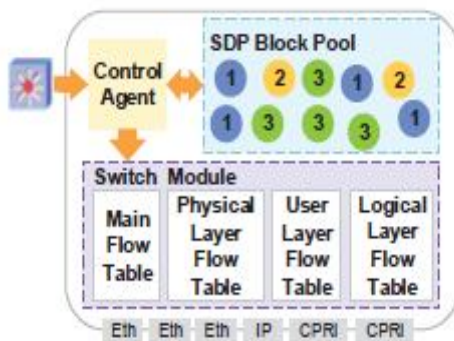 SDP Block Pool
Control
Agent
1 2 3 1 2
1 3 3 3 1
Switch Module
Main
Flow
Table
Physical
Layer
Flow
Table
User
Layer
Flow
Table
Logical
Layer
Flow
Table
Eth Eth Eth IP CPRI CPRI